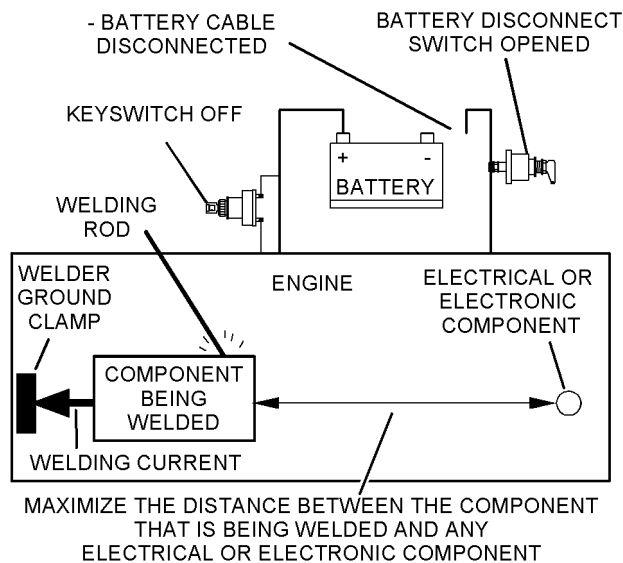 - BATTERY CABLE
DISCONNECTED
BATTERY DISCONNECT
SWITCH OPENED
KEYSWITCH OFF
+
-
BATTERY
WELDING
ROD
WELDER
GROUND
CLAMP
ENGINE
ELECTRICAL OR
ELECTRONIC
COMPONENT
COMPONENT
BEING
WELDED
WELDING CURRENT
MAXIMIZE THE DISTANCE BETWEEN THE COMPONENT
THAT IS BEING WELDED AND ANY
ELECTRICAL OR ELECTRONIC COMPONENT